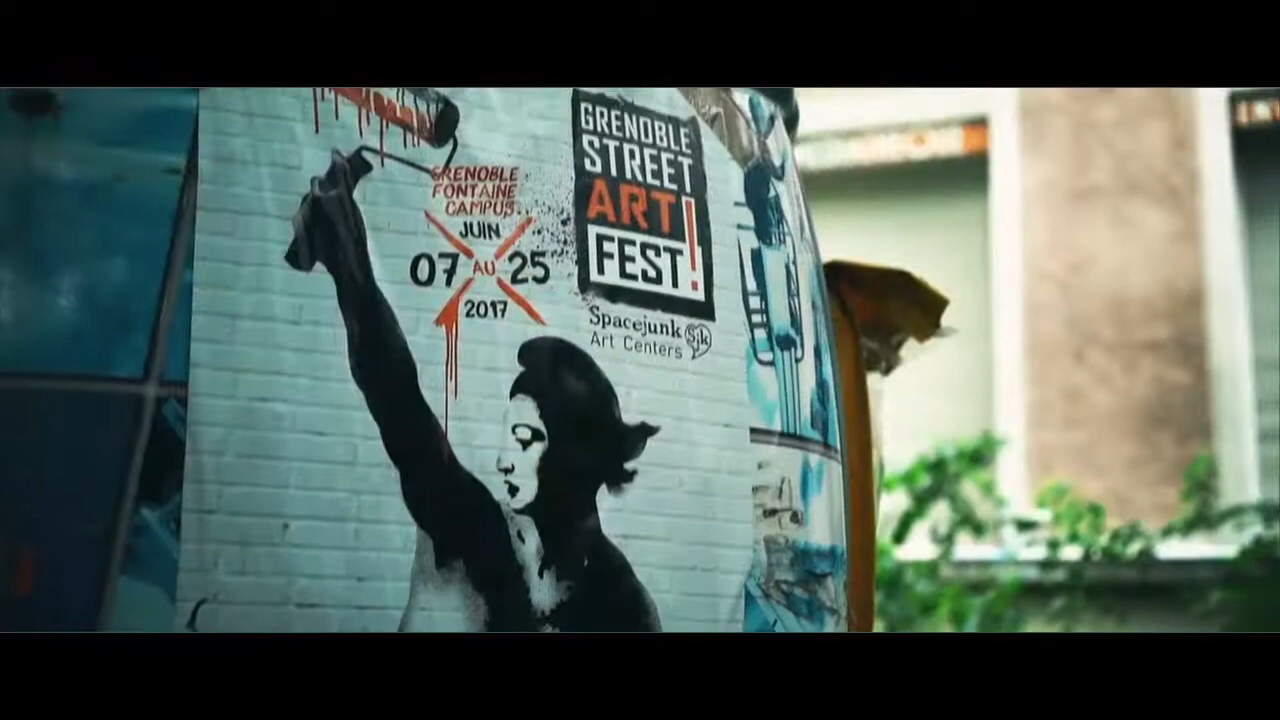 GRENOBLE
FONTAINE
CAMPUS
JUIN
07 AU 25
2017
GRENOBLE
STREET
ART
FEST!
Spacejunk
Art Centers
Sjk